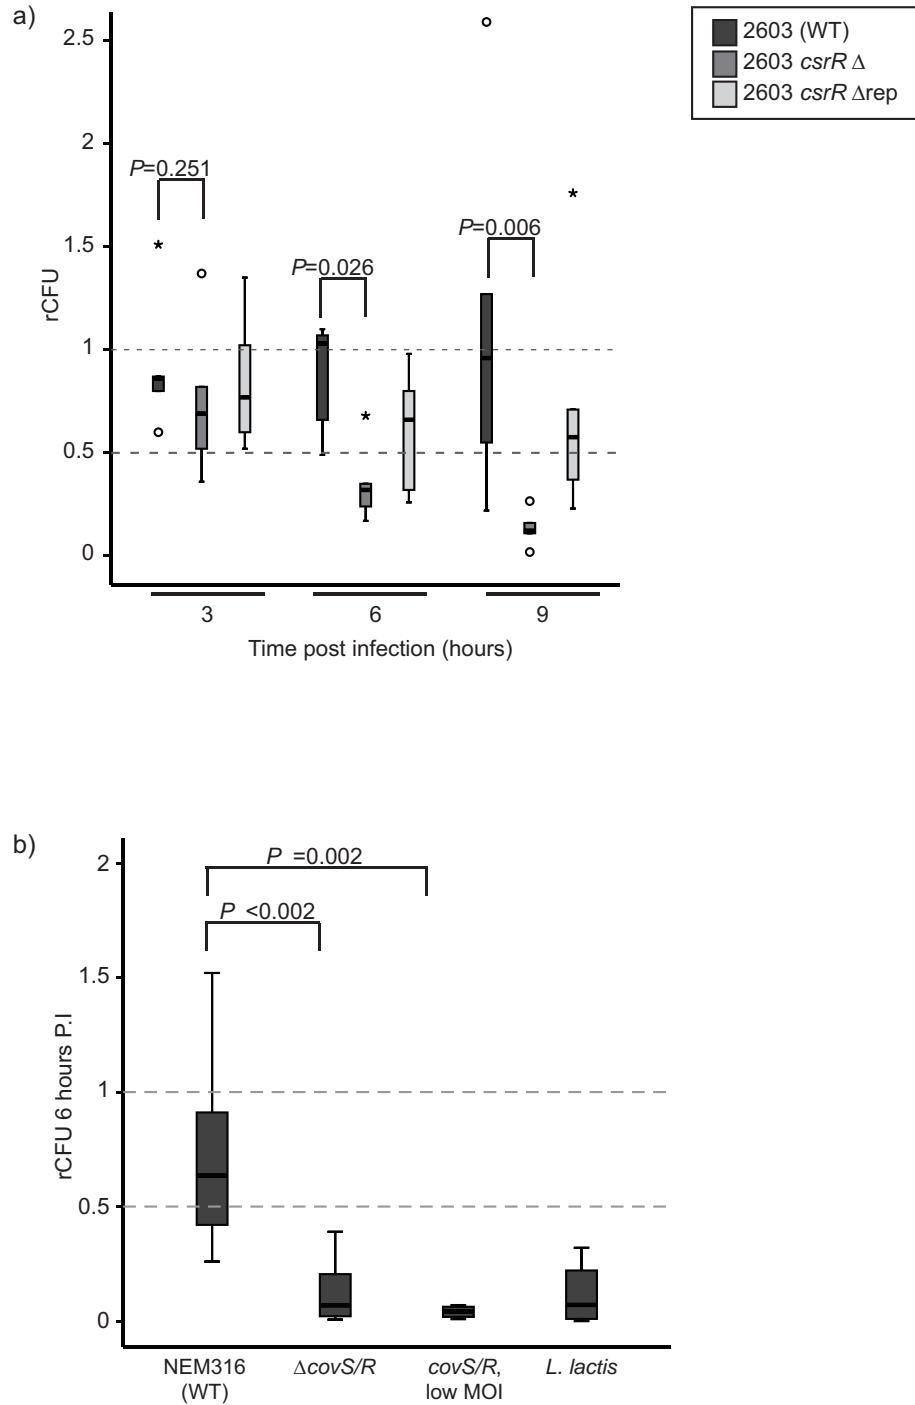 a)
2603 (WT)
2603 csrR Δ
2603 csrR Δrep
2.5
2
1.5
1
0.5
0
rCFU
P=0.251
P=0.026
P=0.006
*
*
*
3
6
9
Time post infection (hours)
b)
2
1.5
1
0.5
0
rCFU 6 hours P.I
P =0.002
P <0.002
NEM316
(WT)
ΔcovS/R
covS/R,
low MOI
L. lactis